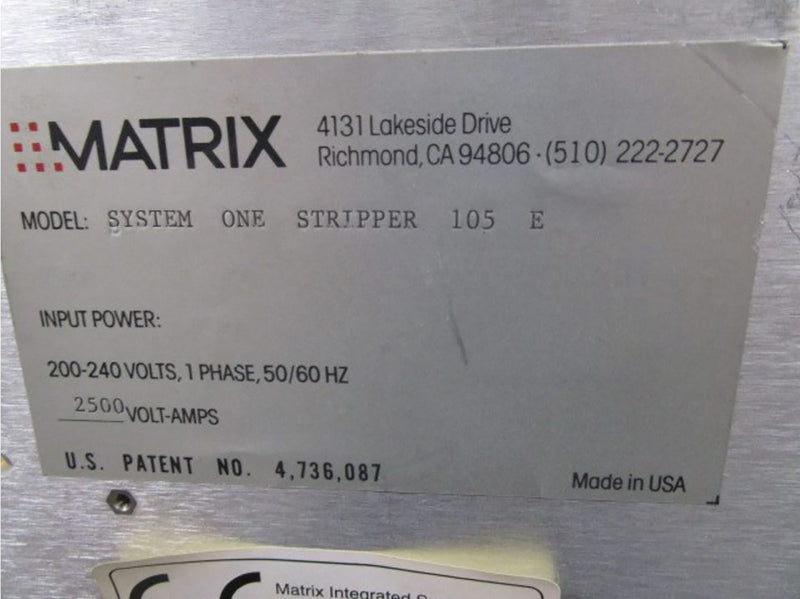 MATRIX
4131 Lakeside Drive
Richmond, CA 94806 · (510) 222-2727
MODEL: SYSTEM ONE STRIPPER 105 E
INPUT POWER:
200-240 VOLTS, 1 PHASE, 50/60 HZ
2500 VOLT-AMPS
U.S. PATENT NO. 4,736,087
Made in USA
CE
Matrix Integrated